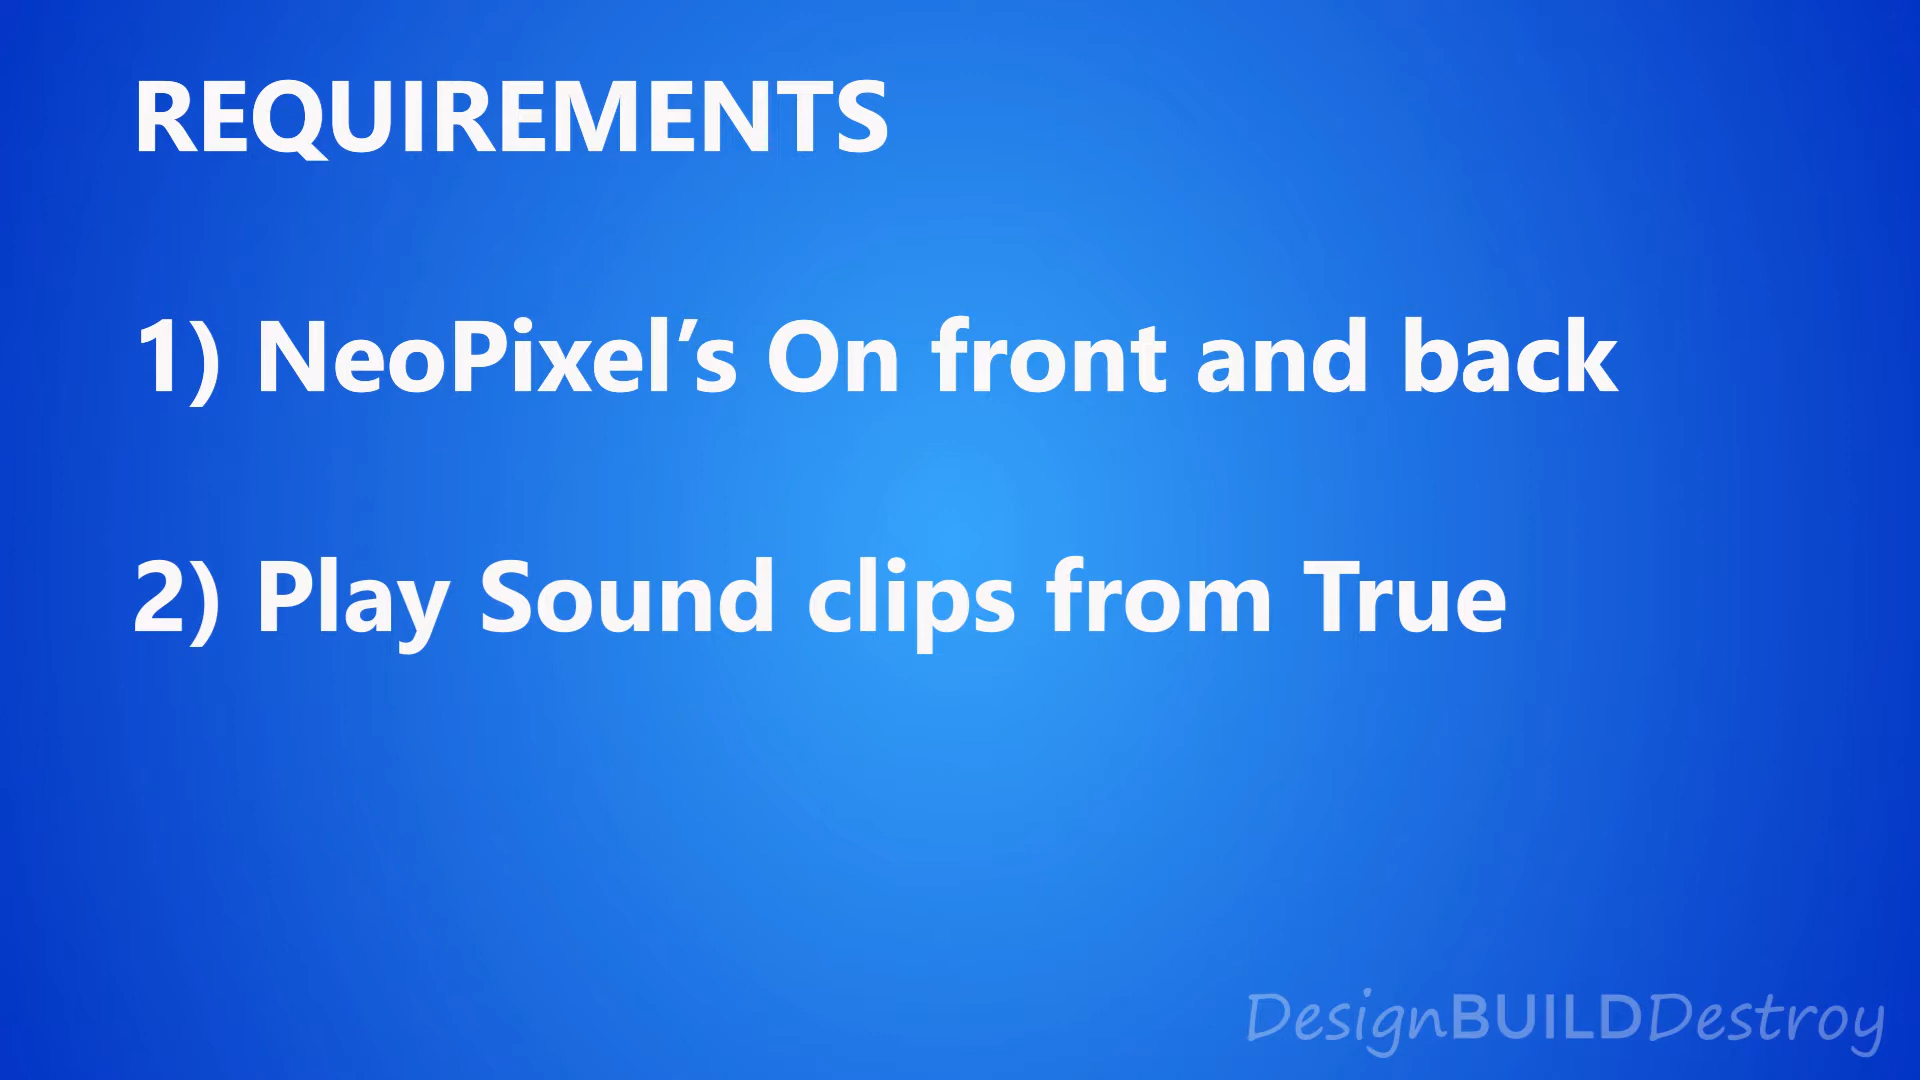 REQUIREMENTS
1) NeoPixel’s On front and back
2) Play Sound clips from True
DesignBUILDDestroy